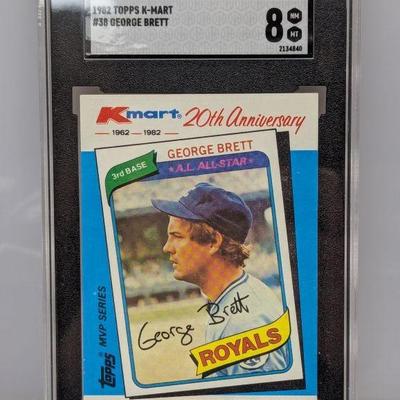 1982 TOPPS K-MART
#38 GEORGE BRETT
8 NM MT
2134840
Kmart® 20th Anniversary
1962 - 1982
GEORGE BRETT
★A.L. ALL-STAR★
3rd BASE
George Brett
ROYALS
Topps MVP SERIES